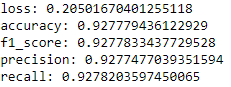 loss: 0.20501670401255118
accuracy: 0.927779436122929
f1_score: 0.9277833437729528
precision: 0.9277477039351594
recall: 0.9278203597450065